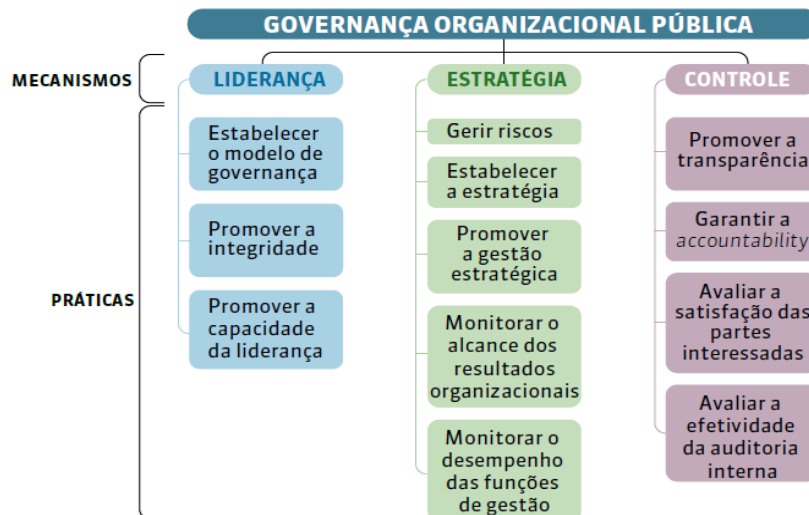 GOVERNANÇA ORGANIZACIONAL PÚBLICA
MECANISMOS
LIDERANÇA
ESTRATÉGIA
CONTROLE
PRÁTICAS
Estabelecer
o modelo de
governança
Promover a
integridade
Promover a
capacidade
da liderança
Gerir riscos
Estabelecer
a estratégia
Promover
a gestão
estratégica
Monitorar o
alcance dos
resultados
organizacionais
Monitorar o
desempenho
das funções
de gestão
Promover a
transparência
Garantir a
accountability
Avaliar a
satisfação das
partes
interessadas
Avaliar a
efetividade
da auditoria
interna